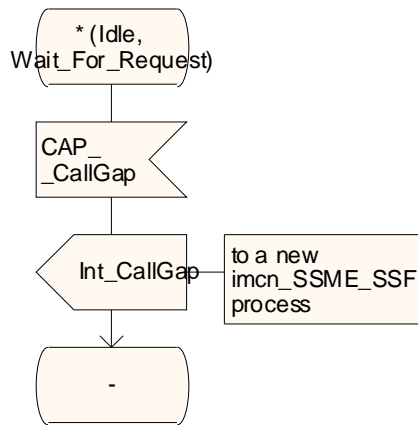 * (Idle,
Wait_For_Request)
CAP_
_CallGap
Int_CallGap
to a new
imcn_SSME_SSF
process
-